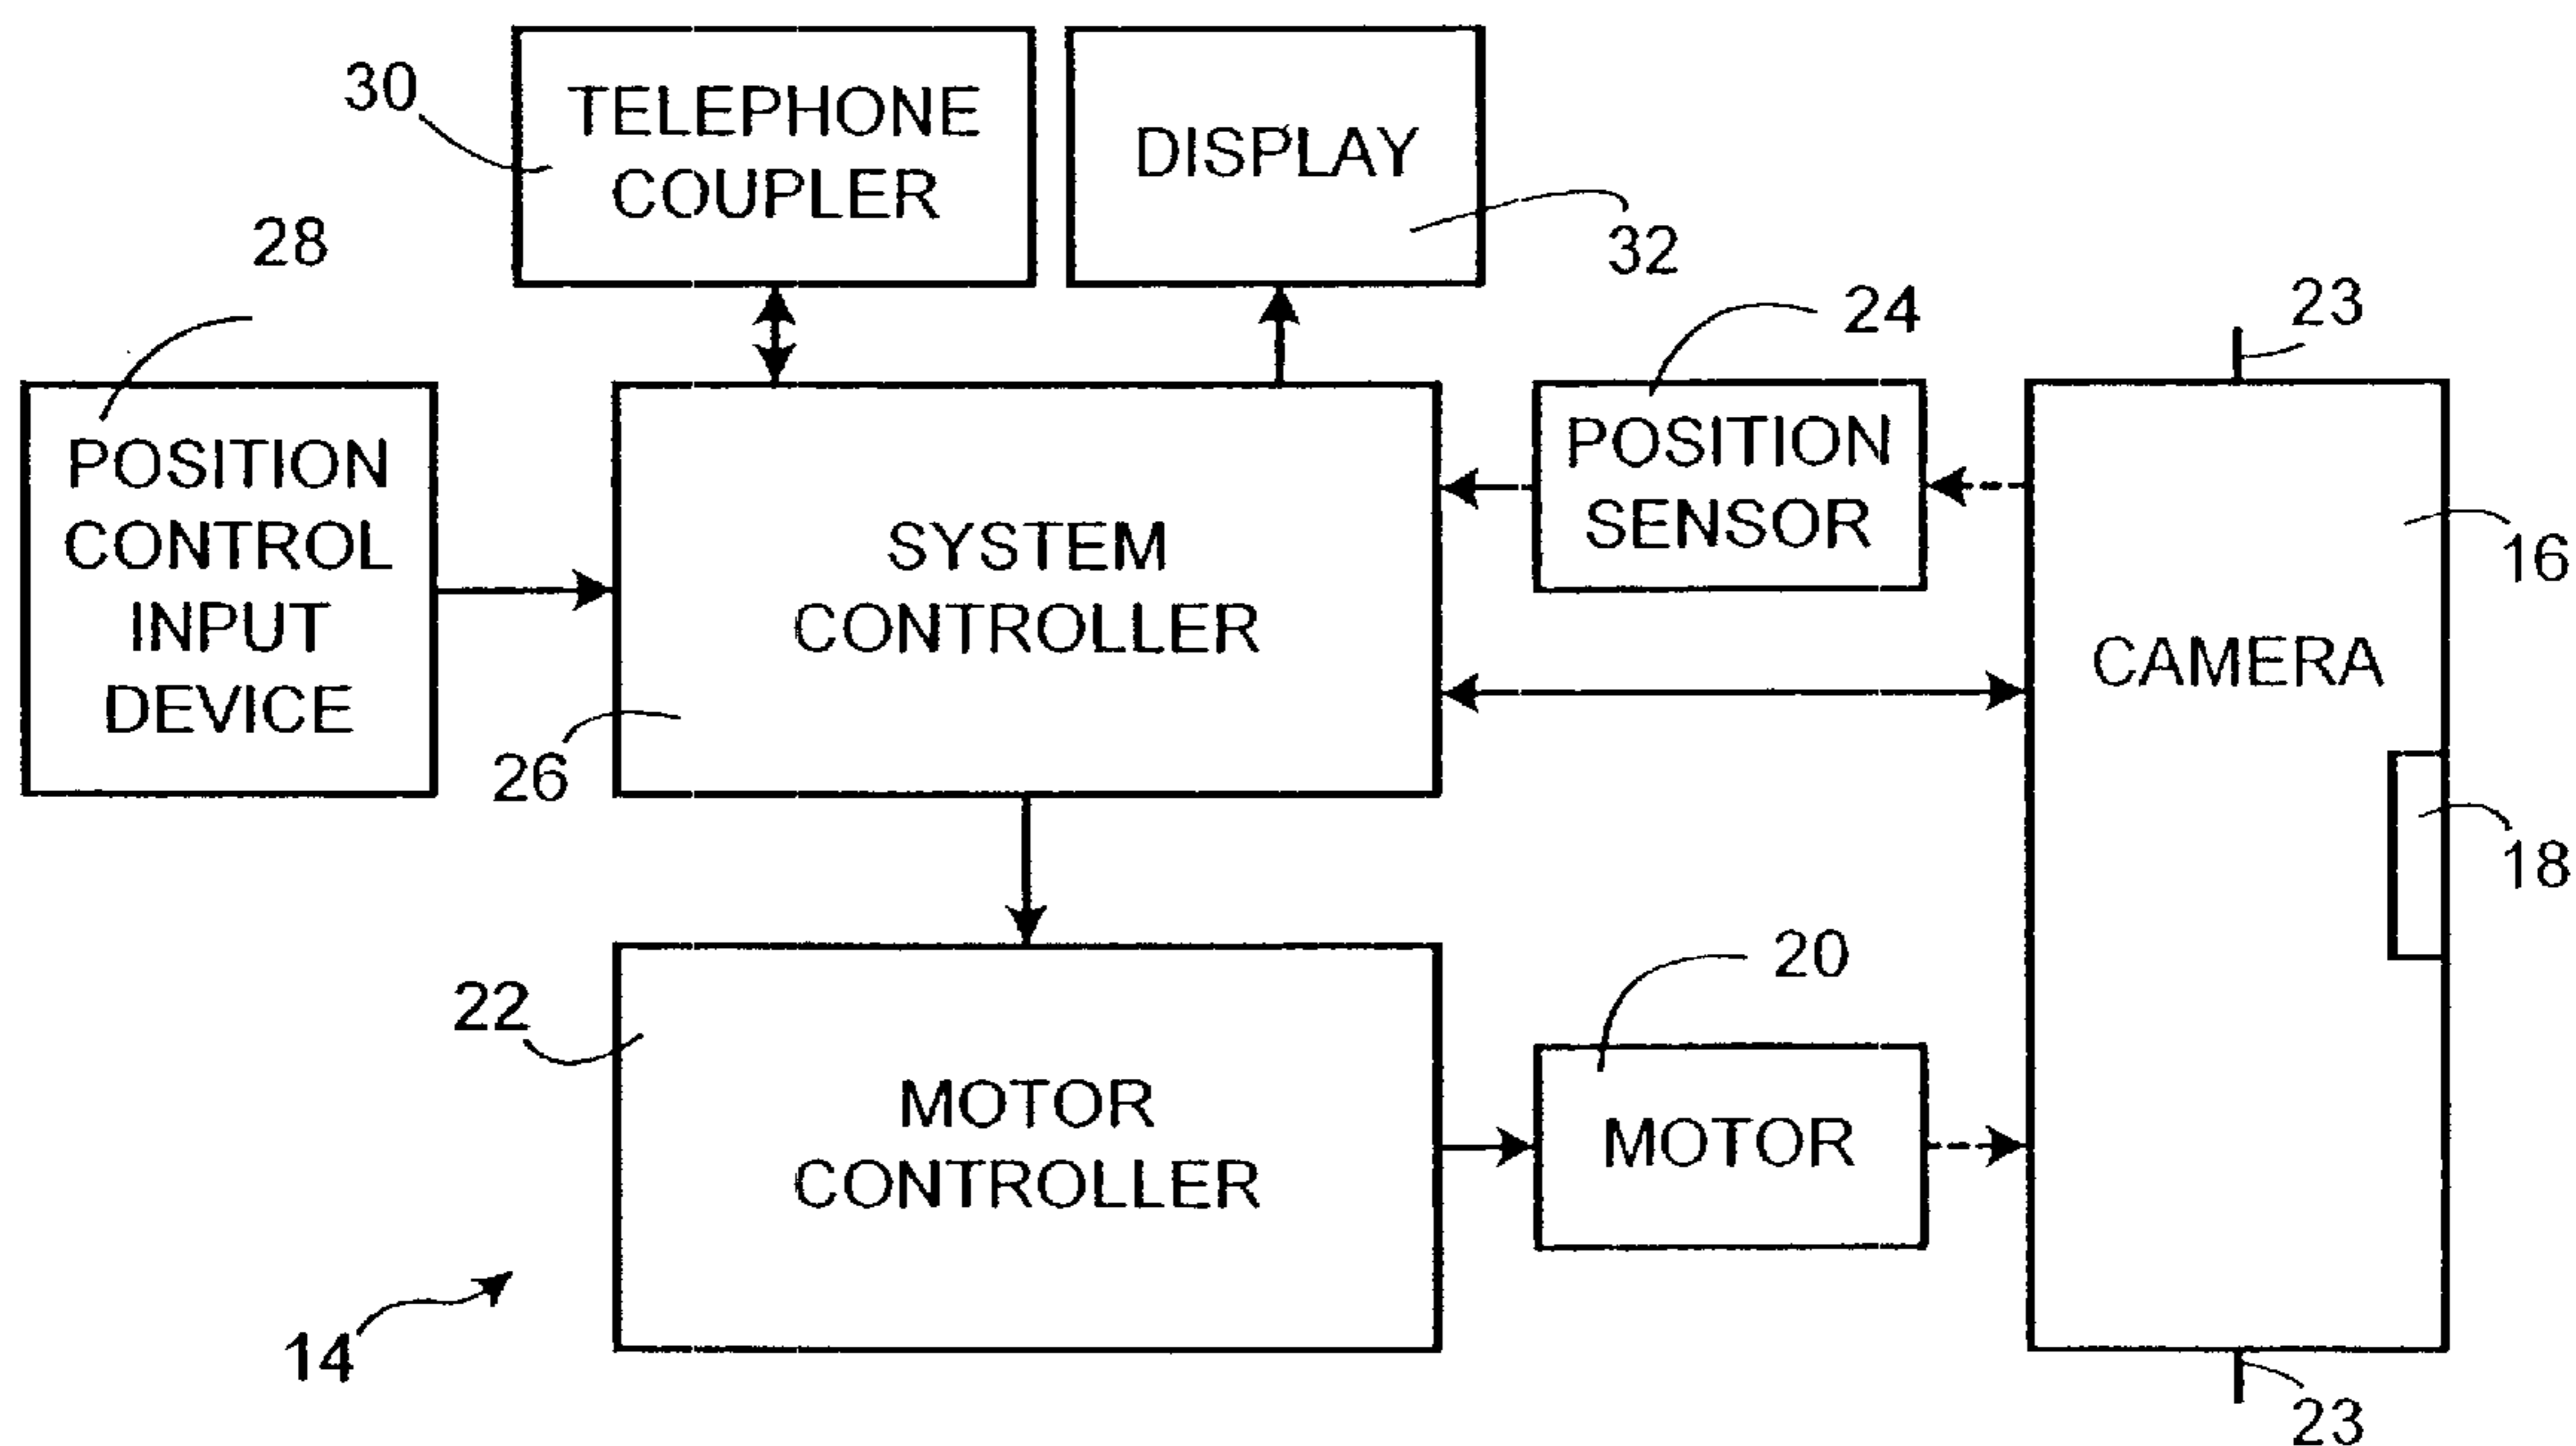 30
TELEPHONE
COUPLER
DISPLAY
32
28
24
23
POSITION
CONTROL
INPUT
DEVICE
SYSTEM
CONTROLLER
26
POSITION
SENSOR
16
CAMERA
18
22
MOTOR
CONTROLLER
20
MOTOR
14
23